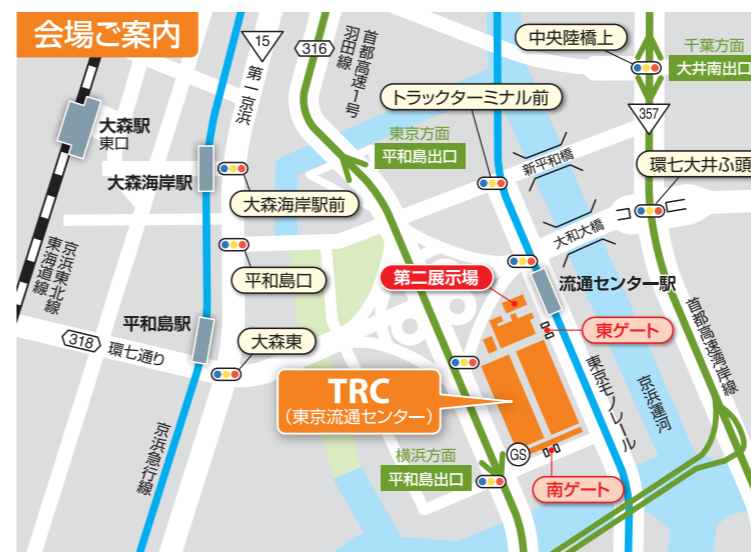 会場ご案内
15
第一京浜
316
首都高速1号
羽田線
中央陸橋上
千葉方面
大井南出口
トラックターミナル前
357
大森駅
東口
東京方面
平和島出口
新平和橋
環七大井ふ頭
大森海岸駅
大森海岸駅前
大和大橋
京浜東北線
東海道線
平和島口
第二展示場
流通センター駅
平和島駅
318
環七通り
大森東
東ゲート
首都高速湾岸線
TRC
(東京流通センター)
東京モノレール
京浜運河
京浜急行線
横浜方面
平和島出口
GS
南ゲート